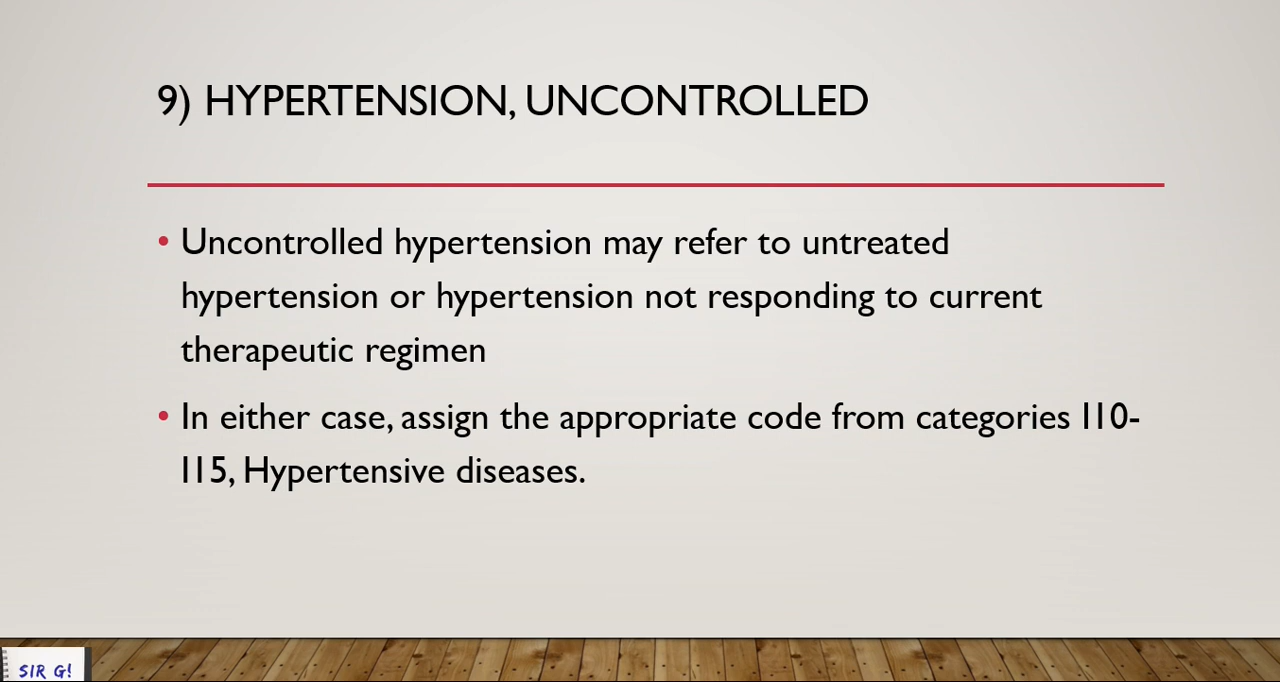 9) HYPERTENSION, UNCONTROLLED
• Uncontrolled hypertension may refer to untreated
hypertension or hypertension not responding to current
therapeutic regimen
• In either case, assign the appropriate code from categories I10-
I15, Hypertensive diseases.
SIR G!